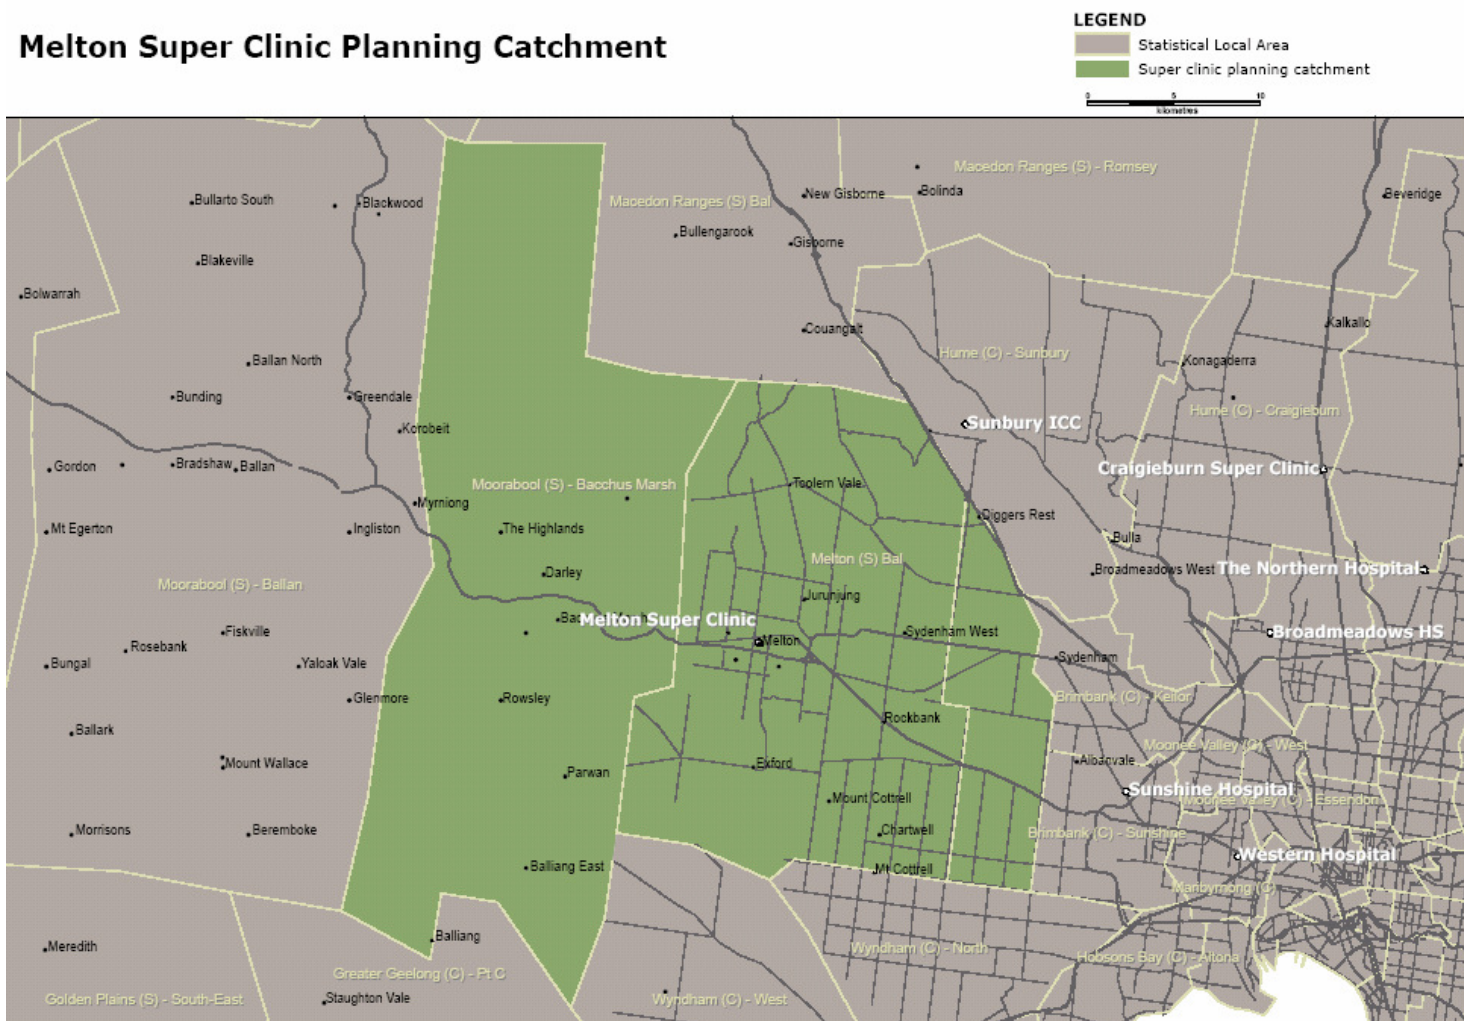 Melton Super Clinic Planning Catchment
LEGEND
Statistical Local Area
Super clinic planning catchment
0 5 10
kilometres
Macedon Ranges (S) - Romsey
Bullarto South
Blackwood
Macedon Ranges (S) Bal
New Gisborne
Bolinda
Beveridge
Bullengarook
Gisborne
Blakeville
Bolwarrah
Couangalt
Kalkallo
Hume (C) - Sunbury
Ballan North
Konagaderra
Bunding
Greendale
Hume (C) - Craigieburn
Korobeit
Sunbury ICC
Gordon
Bradshaw
Ballan
Craigieburn Super Clinic
Moorabool (S) - Bacchus Marsh
Toolern Vale
Myrniong
Diggers Rest
Mt Egerton
Ingliston
The Highlands
Bulla
Melton (S) Bal
Darley
Broadmeadows West
The Northern Hospital
Moorabool (S) - Ballan
Jurunjung
Melton Super Clinic
Fiskville
Sydenham West
Broadmeadows HS
Rosebank
Melton
Bungal
Yaloak Vale
Sydenham
Glenmore
Rowsley
Brimbank (C) - Keilor
Rockbank
Ballark
Moonee Valley (C) - West
Mount Wallace
Parwan
Exford
Albanvale
Sunshine Hospital
Mount Cottrell
Moonee Valley (C) - Essendon
Morrisons
Beremboke
Chartwell
Brimbank (C) - Sunshine
Western Hospital
Balliang East
Mt Cottrell
Maribyrnong (C)
Balliang
Meredith
Wyndham (C) - North
Hobsons Bay (C) - Altona
Greater Geelong (C) - Pt C
Golden Plains (S) - South-East
Staughton Vale
Wyndham (C) - West